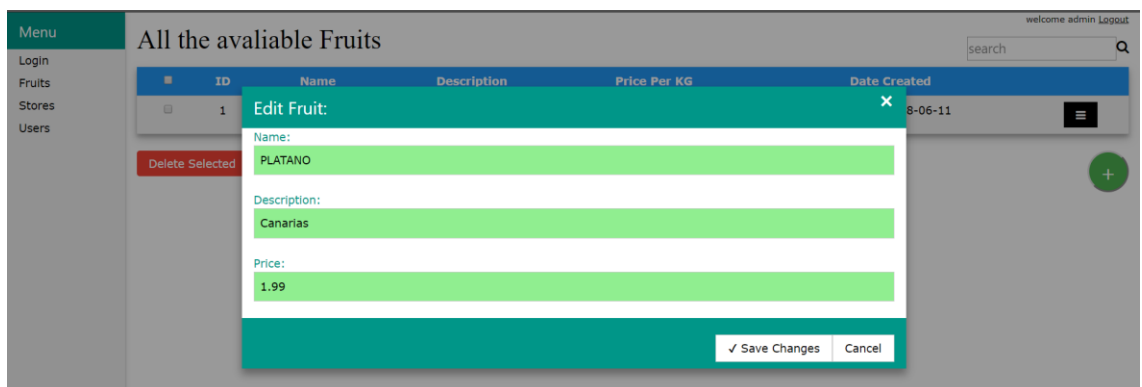 welcome admin Logout
Menu
Login
Fruits
Stores
Users
All the avaliable Fruits
search
ID Name Description Price Per KG Date Created
1 8-06-11
Delete Selected
+
Edit Fruit: ×
Name:
PLATANO
Description:
Canarias
Price:
1.99
✓ Save Changes Cancel